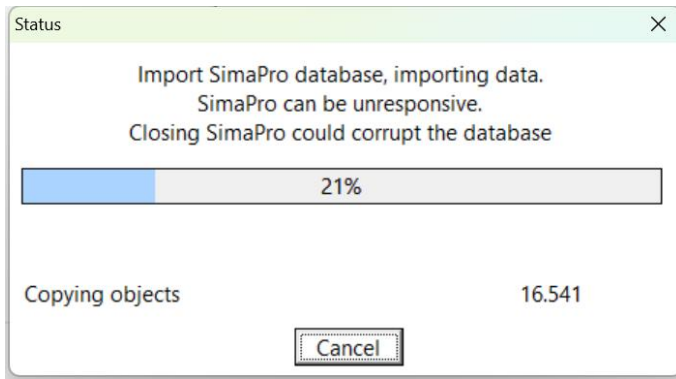 Status
Import SimaPro database, importing data.
SimaPro can be unresponsive.
Closing SimaPro could corrupt the database
21%
Copying objects 16.541
Cancel